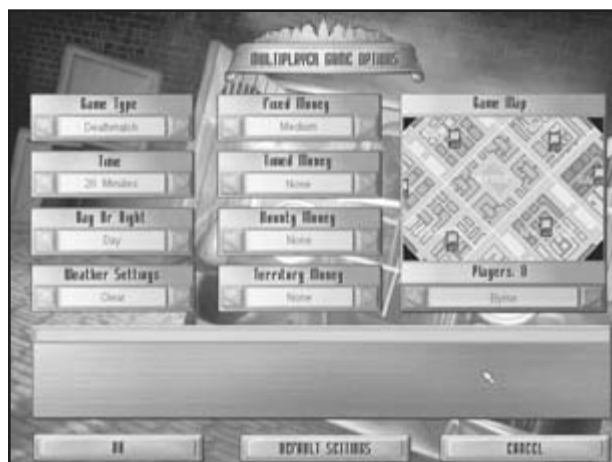 MULTIPLAYER GAME OPTIONS
Game Type
Deathmatch
Time
20 Minutes
Day Or Night
Day
Weather Settings
Clear
Fixed Money
Medium
Timed Money
None
Bounty Money
None
Territory Money
None
Game Map
Players: 8
OK
DEFAULT SETTINGS
CANCEL